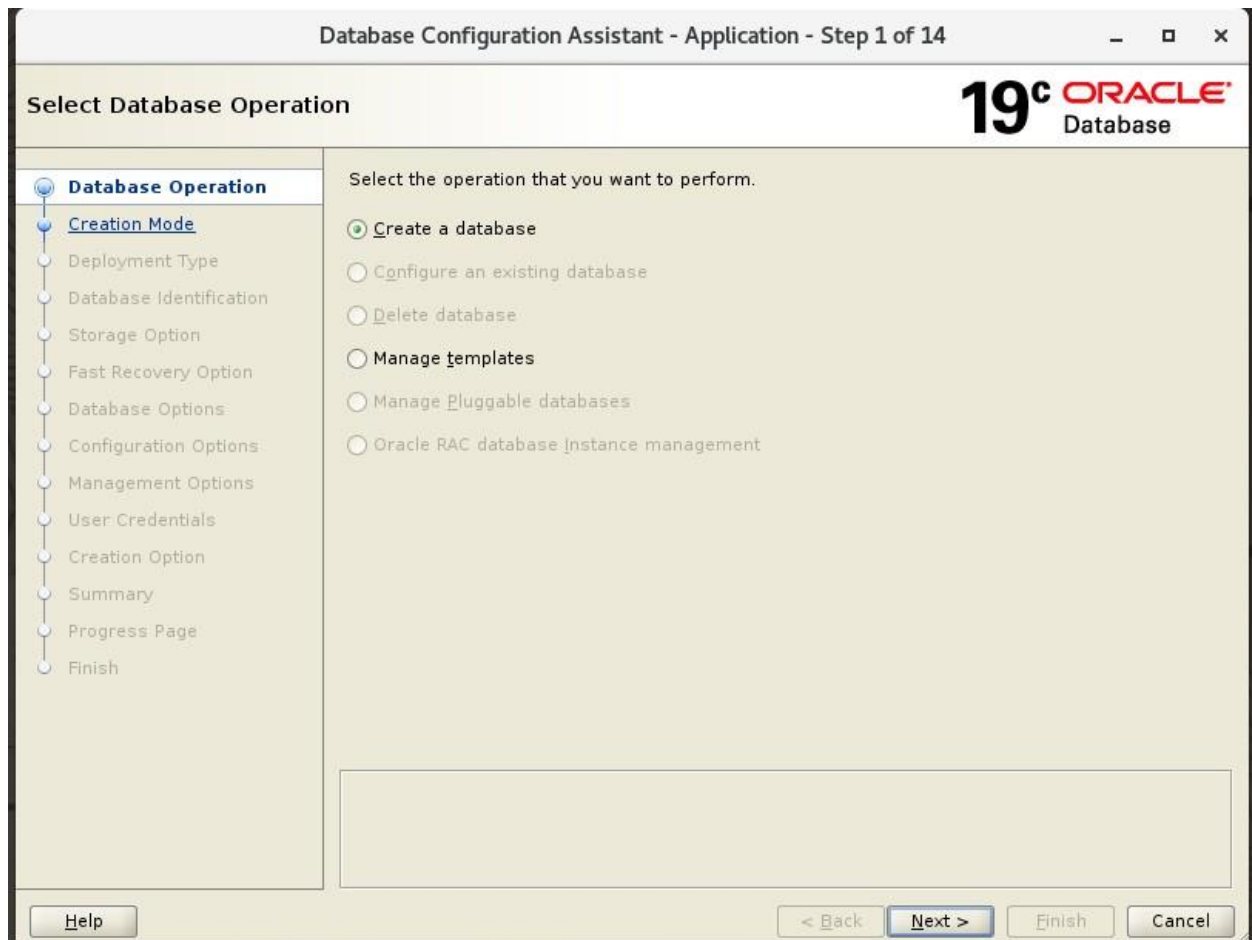 Database Configuration Assistant - Application - Step 1 of 14
Select Database Operation
19c ORACLE
Database
Database Operation
Creation Mode
Deployment Type
Database Identification
Storage Option
Fast Recovery Option
Database Options
Configuration Options
Management Options
User Credentials
Creation Option
Summary
Progress Page
Finish
Select the operation that you want to perform.
Create a database
Configure an existing database
Delete database
Manage templates
Manage Pluggable databases
Oracle RAC database Instance management
Help
< Back
Next >
Finish
Cancel